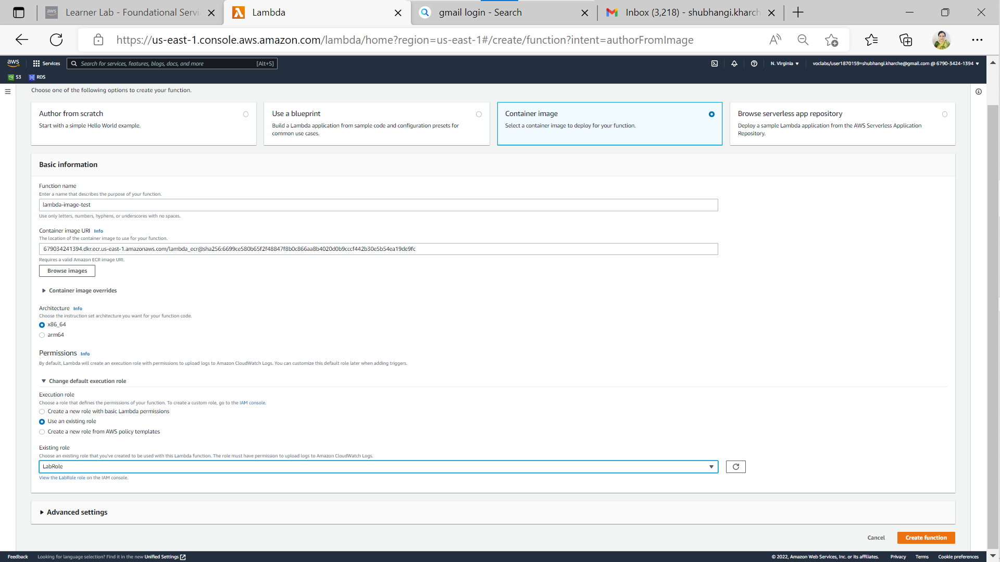 Learner Lab - Foundational Servi
Lambda
gmail login - Search
Inbox (3,218) - shubhangi.kharch
https://us-east-1.console.aws.amazon.com/lambda/home?region=us-east-1#/create/function?intent=authorFromImage
aws
Services
Search for services, features, blogs, docs, and more
[Alt+S]
N. Virginia
voclabs/user1870159=shubhangi.kharche@gmail.com @ 6790-3424-1394
S3
RDS
Choose one of the following options to create your function.
Author from scratch
Start with a simple Hello World example.
Use a blueprint
Build a Lambda application from sample code and configuration presets for
common use cases.
Container image
Select a container image to deploy for your function.
Browse serverless app repository
Deploy a sample Lambda application from the AWS Serverless Application
Repository.
Basic information
Function name
Enter a name that describes the purpose of your function.
lambda-image-test
Use only letters, numbers, hyphens, or underscores with no spaces.
Container image URI Info
The location of the container image to use for your function.
679034241394.dkr.ecr.us-east-1.amazonaws.com/lambda_ecr@sha256:6699ce580b65f2f48847f8b0c866aa8b4020d0b9cccf442b30e5b54ea19de9fc
Requires a valid Amazon ECR image URI.
Browse images
Container image overrides
Architecture Info
Choose the instruction set architecture you want for your function code.
x86_64
arm64
Permissions Info
By default, Lambda will create an execution role with permissions to upload logs to Amazon CloudWatch Logs. You can customize this default role later when adding triggers.
Change default execution role
Execution role
Choose a role that defines the permissions of your function. To create a custom role, go to the IAM console.
Create a new role with basic Lambda permissions
Use an existing role
Create a new role from AWS policy templates
Existing role
Choose an existing role that you've created to be used with this Lambda function. The role must have permission to upload logs to Amazon CloudWatch Logs.
LabRole
View the LabRole role on the IAM console.
Advanced settings
Cancel
Create function
Feedback
Looking for language selection? Find it in the new Unified Settings
© 2022, Amazon Web Services, Inc. or its affiliates.
Privacy
Terms
Cookie preferences